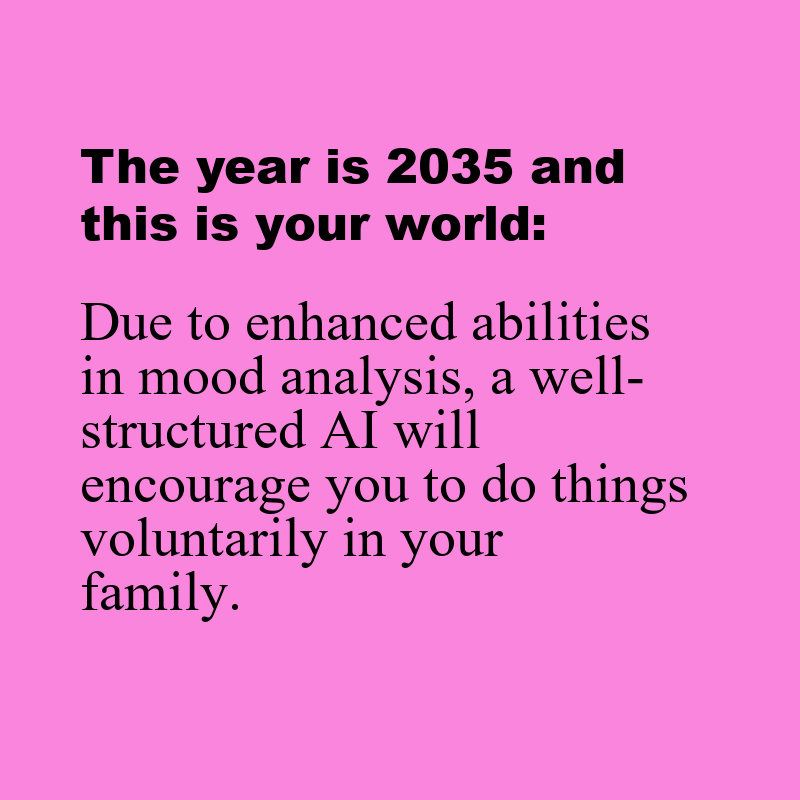 The year is 2035 and
this is your world:
Due to enhanced abilities
in mood analysis, a well-
structured AI will
encourage you to do things
voluntarily in your
family.